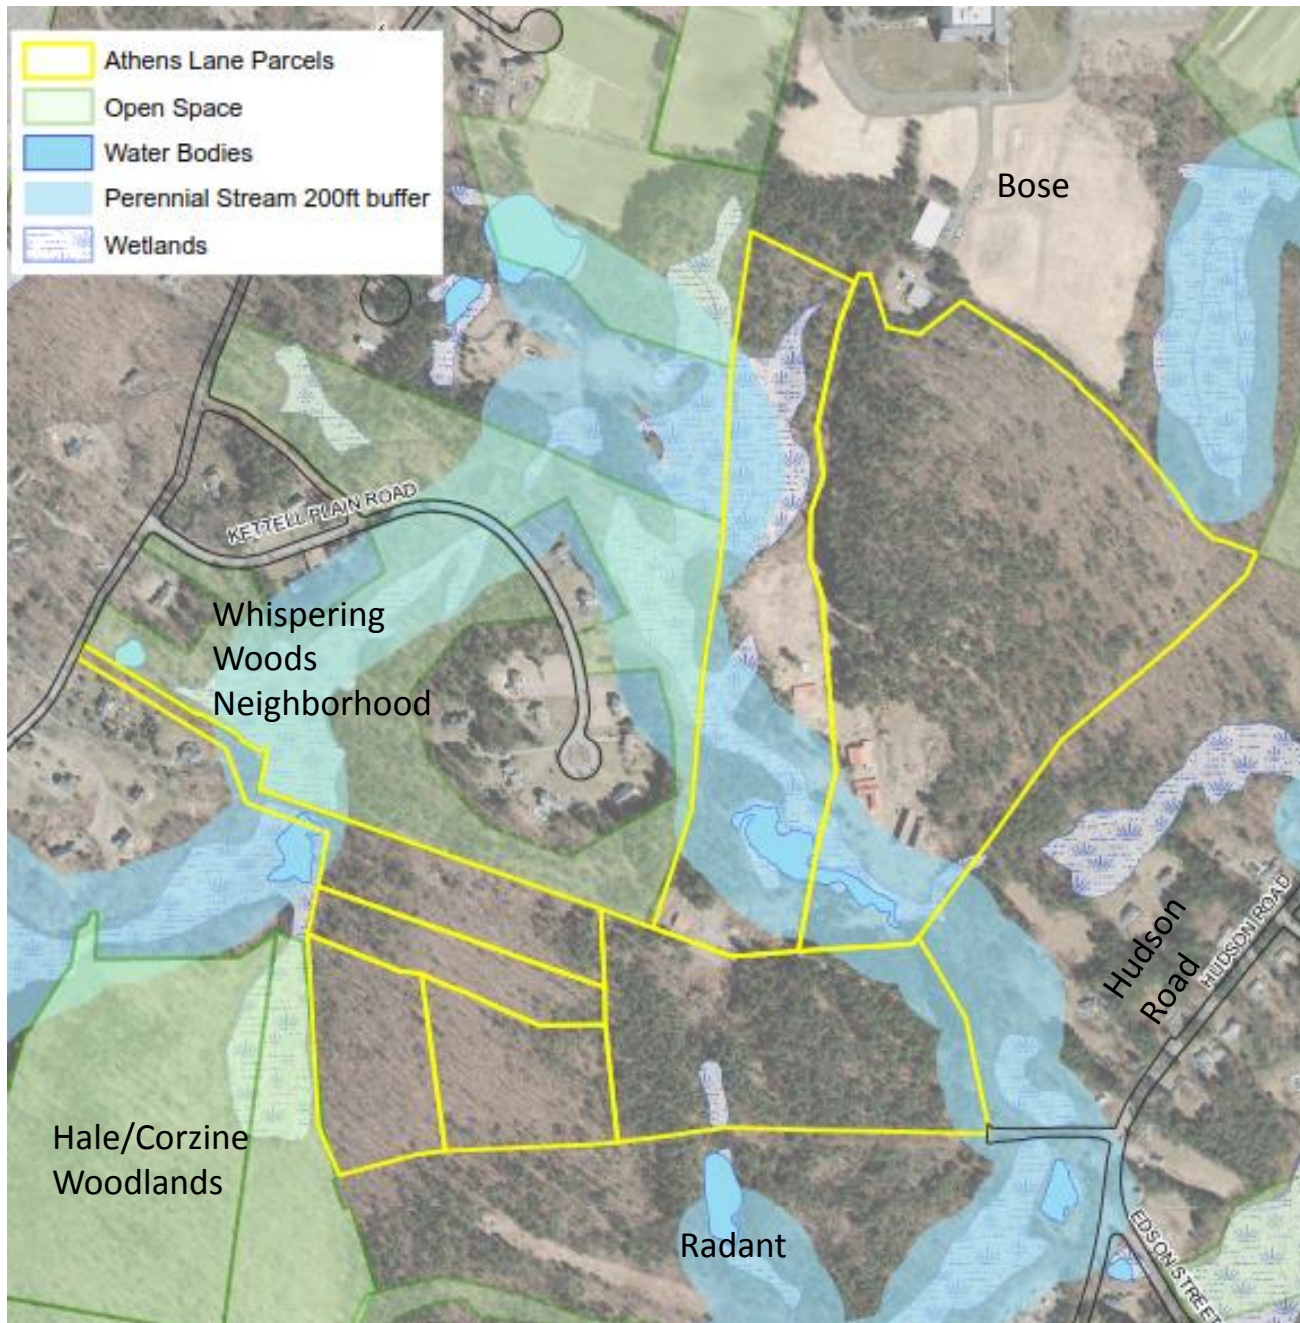 Athens Lane Parcels
Open Space
Water Bodies
Perennial Stream 200ft buffer
Wetlands
Bose
KETTELL PLAIN ROAD
Whispering
Woods
Neighborhood
Hudson
Road
HUDSON ROAD
Hale/Corzine
Woodlands
Radant
EDSON STREET